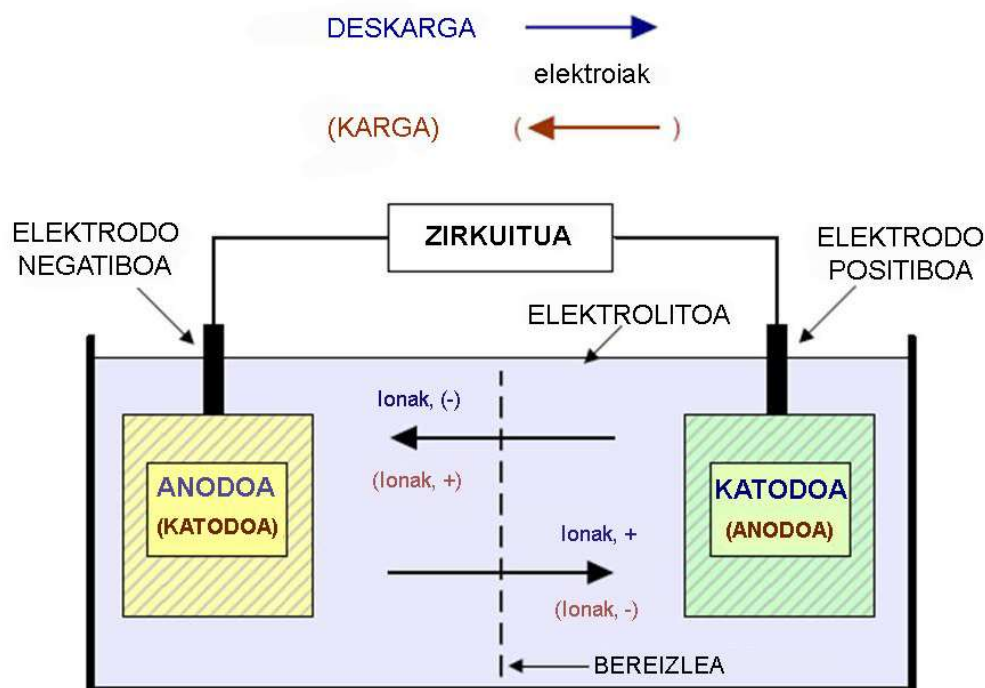 DESKARGA
elektroiak
(KARGA) ( )
ZIRKUITUA
ELEKTRODO
NEGATIBOA
ELEKTRODO
POSITIBOA
ELEKTROLITOA
Ionak, (-)
(Ionak, +)
ANODOA
(KATODOA)
KATODOA
(ANODOA)
Ionak, +
(Ionak, -)
BEREIZLEA